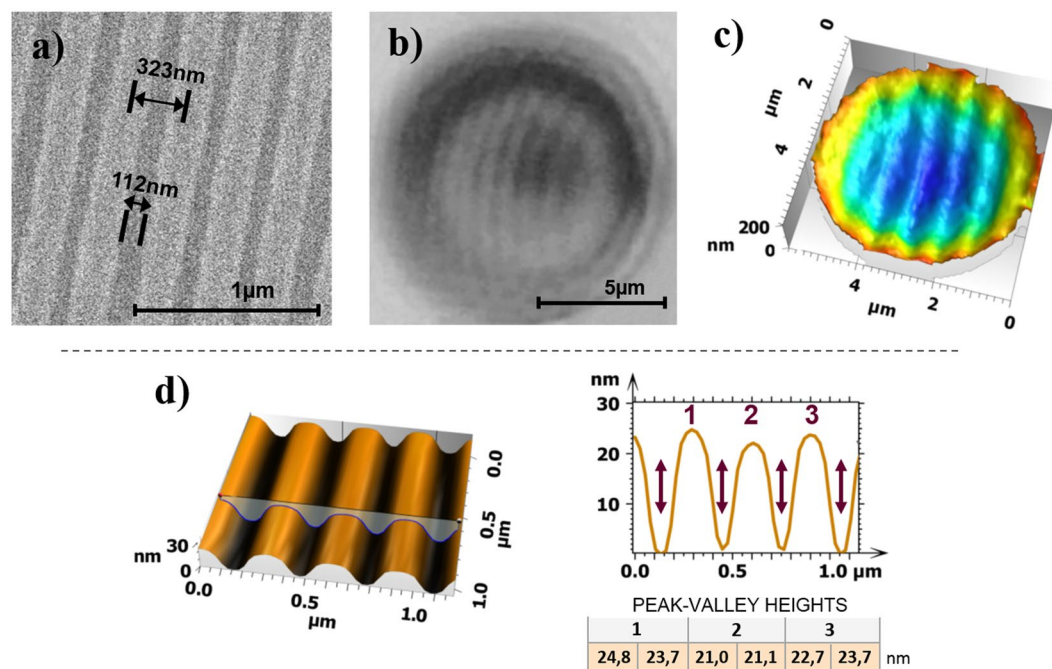 a)
323nm
112nm
1µm
b)
5µm
c)
0
2
µm
4
200
nm
0
4
2
µm
0
d)
nm 30
0
0.0
0.5
µm
1.0
0.0
0.5
µm
1.0
nm
30
20
10
1
2
3
0.0
0.5
1.0 µm
PEAK-VALLEY HEIGHTS
1 2 3
24,8 23,7 21,0 21,1 22,7 23,7 nm